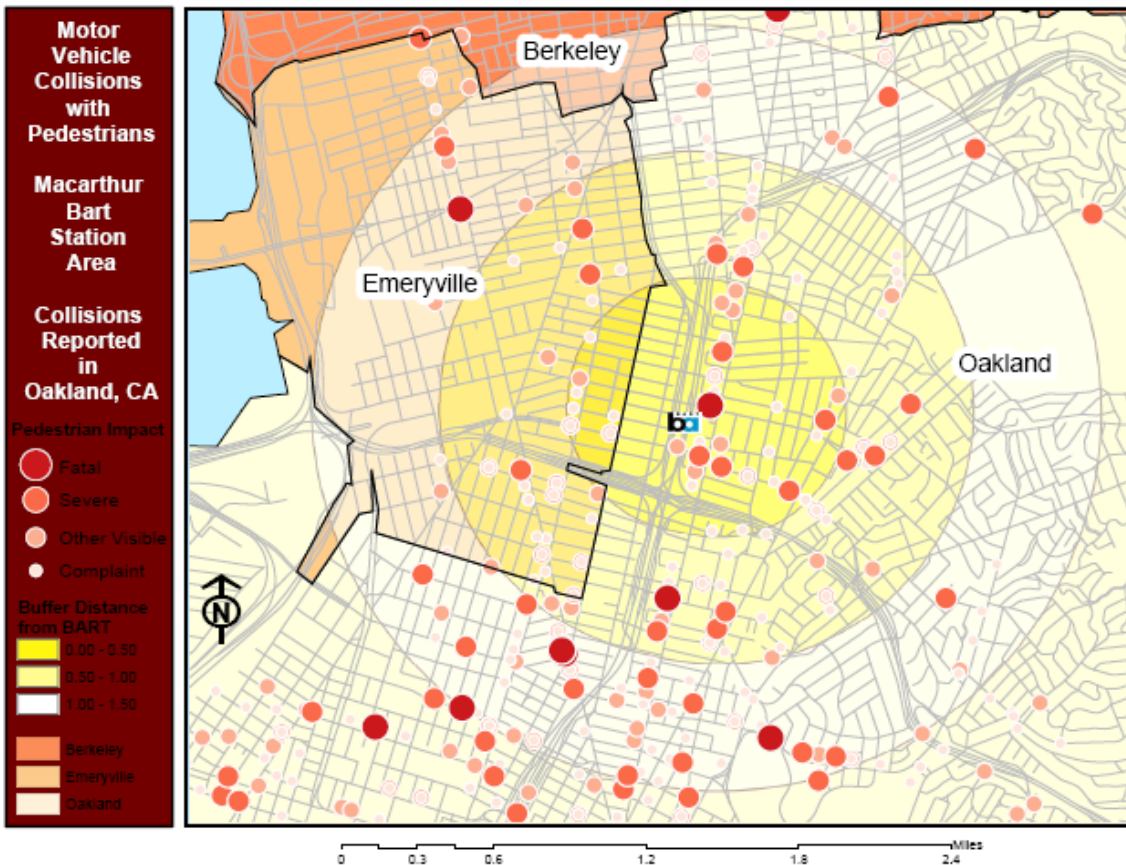 Motor
Vehicle
Collisions
with
Pedestrians
Macarthur
Bart
Station
Area
Collisions
Reported
in
Oakland, CA
Pedestrian Impact
Fatal
Severe
Other Visible
Complaint
N
Buffer Distance
from BART
0.00 - 0.50
0.50 - 1.00
1.00 - 1.50
Berkeley
Emeryville
Oakland
Berkeley
Emeryville
Oakland
ba
0 0.3 0.6 1.2 1.8 2.4 Miles